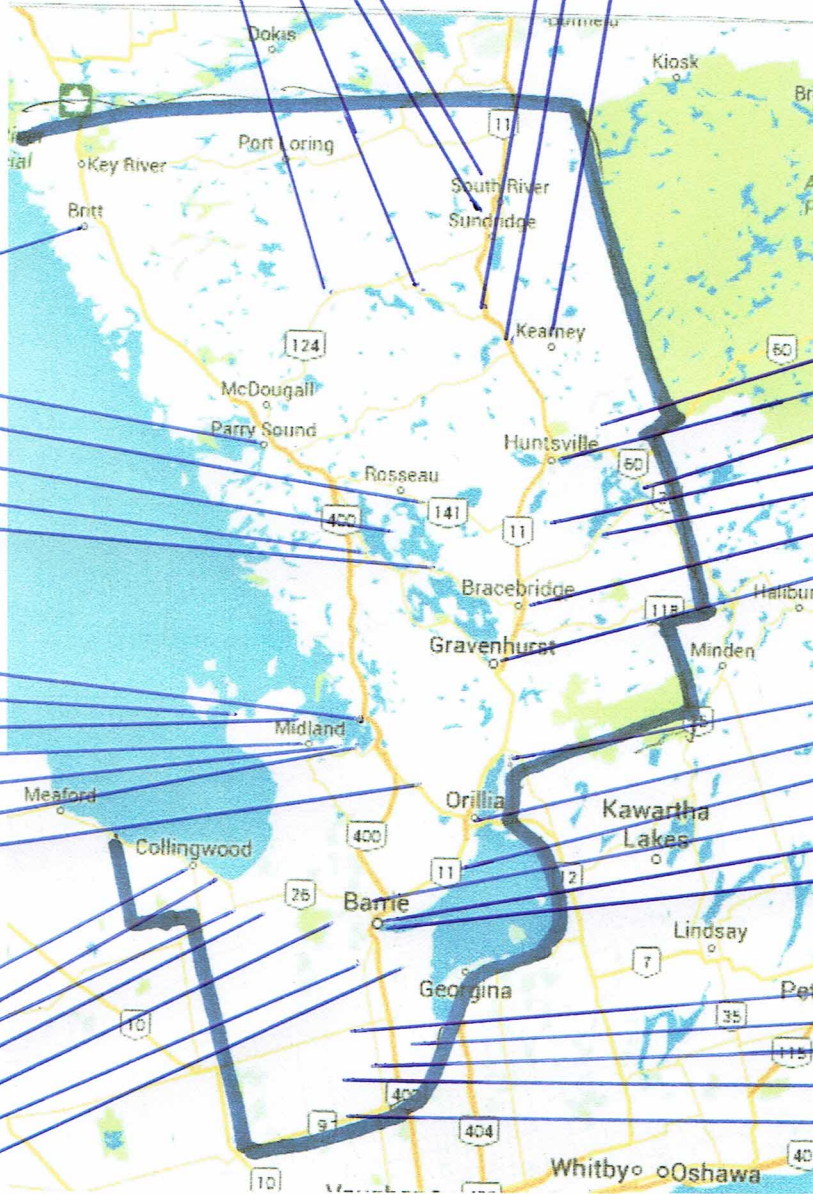 Dokis
Kiosk
11
Port Loring
Key River
South River
Britt
Sundridge
124
Kearney
60
McDougall
Parry Sound
Huntsville
60
Rosseau
141
400
11
Bracebridge
118
Gravenhurst
Minden
Midland
Meaford
Orillia
Kawartha
Lakes
400
Collingwood
11
12
26
Barrie
Lindsay
7
Georgina
35
10
115
9
404
Whitby
Oshawa
10